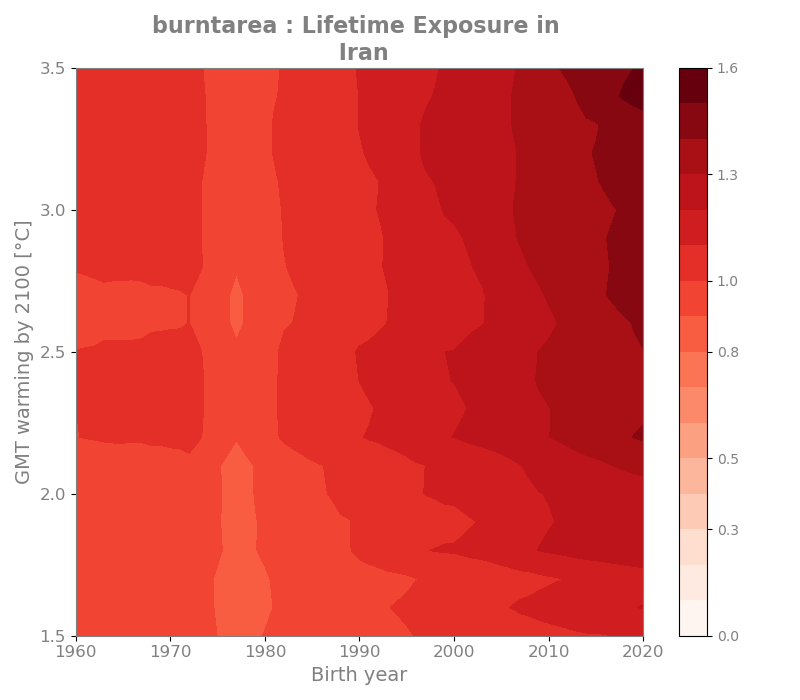 burntarea : Lifetime Exposure in
Iran
3.5
3.0
2.5
2.0
1.5
GMT warming by 2100 [°C]
1960 1970 1980 1990 2000 2010 2020
Birth year
1.6
1.3
1.0
0.8
0.5
0.3
0.0